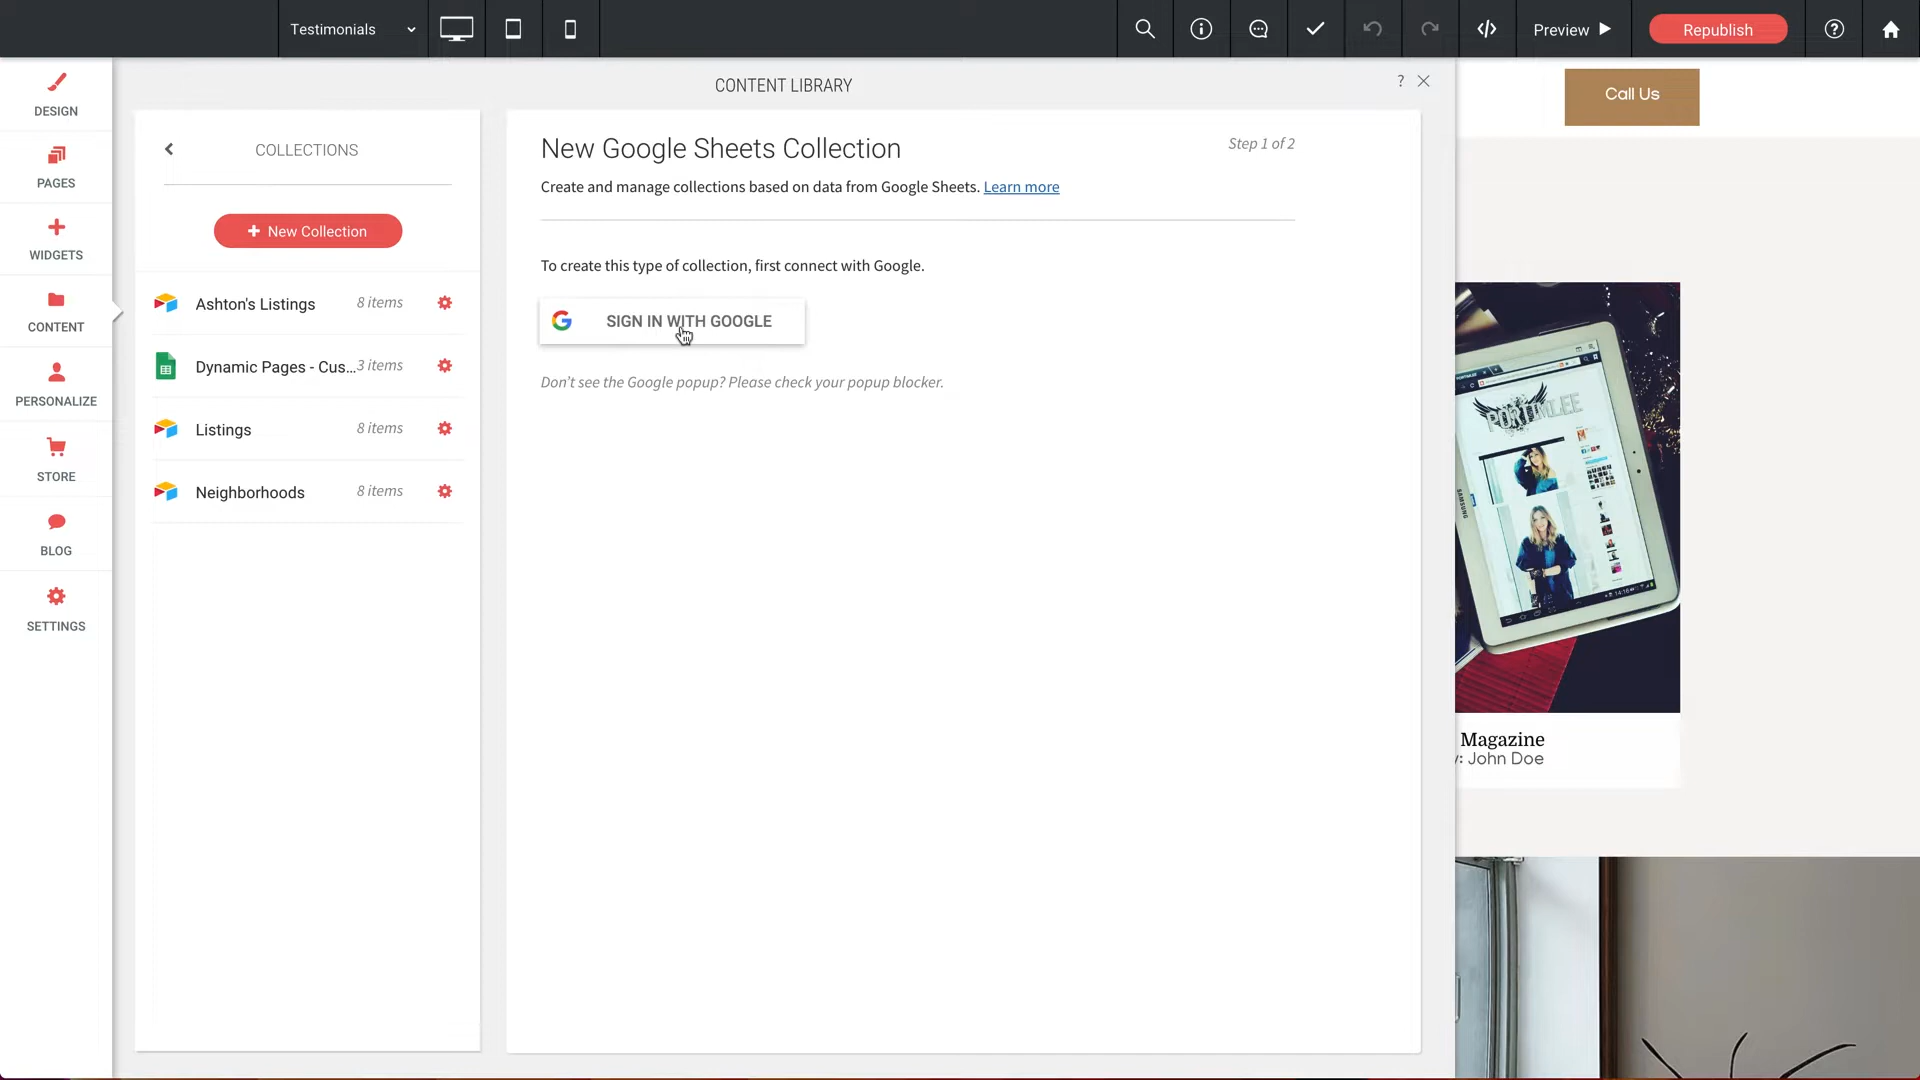 Testimonials
Preview
Republish
DESIGN
PAGES
WIDGETS
CONTENT
PERSONALIZE
STORE
BLOG
SETTINGS
CONTENT LIBRARY
?
COLLECTIONS
+ New Collection
Ashton's Listings 8 items
Dynamic Pages - Cus... 3 items
Listings 8 items
Neighborhoods 8 items
New Google Sheets Collection
Step 1 of 2
Create and manage collections based on data from Google Sheets. Learn more
To create this type of collection, first connect with Google.
SIGN IN WITH GOOGLE
Don't see the Google popup? Please check your popup blocker.
Call Us
SAMSUNG
Magazine
: John Doe